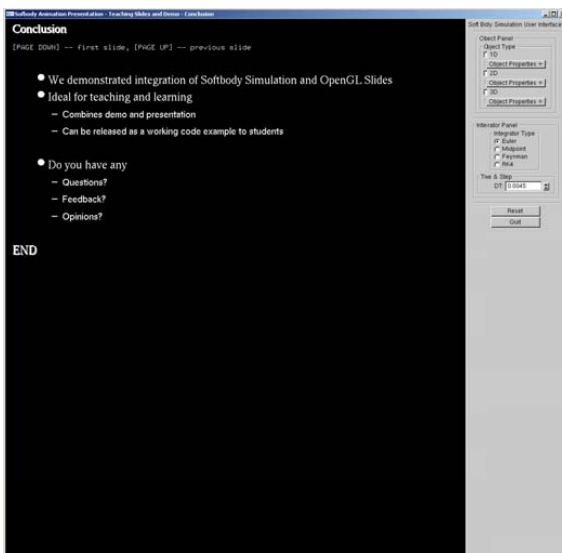 Softbody Animation Presentation - Teaching Slides and Demo - Conclusion
Conclusion
[PAGE DOWN] -- first slide, [PAGE UP] -- previous slide
We demonstrated integration of Softbody Simulation and OpenGL Slides
Ideal for teaching and learning
– Combines demo and presentation
– Can be released as a working code example to students
Do you have any
– Questions?
– Feedback?
– Opinions?
END
Soft Body Simulation User Interface
Object Panel
Object Type
1D
Object Properties +
2D
Object Properties +
3D
Object Properties +
Integrator Panel
Integrator Type
Euler
Midpoint
Feynman
RK4
Time & Step
DT: 0.0045
Reset
Quit